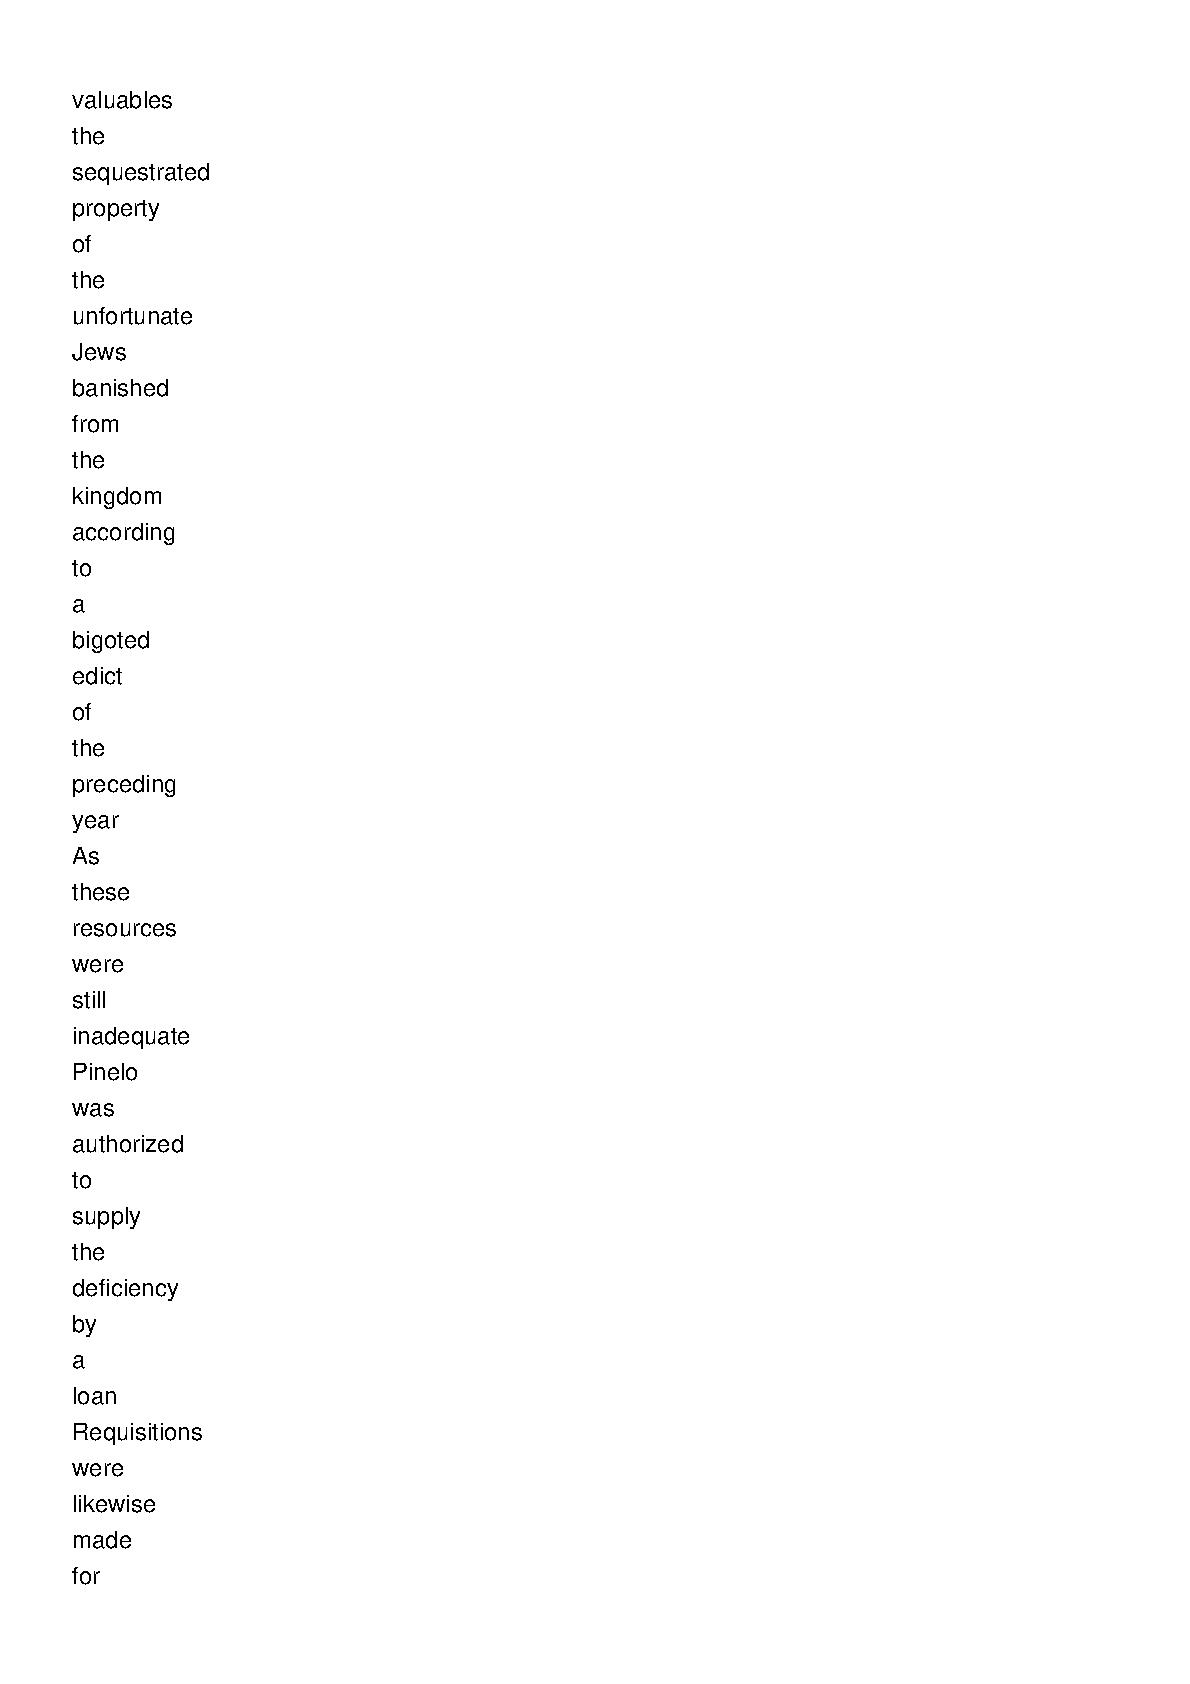 valuables
the
sequestrated
property
of
the
unfortunate
Jews
banished
from
the
kingdom
according
to
a
bigoted
edict
of
the
preceding
year
As
these
resources
were
still
inadequate
Pinelo
was
authorized
to
supply
the
deficiency
by
a
loan
Requisitions
were
likewise
made
for